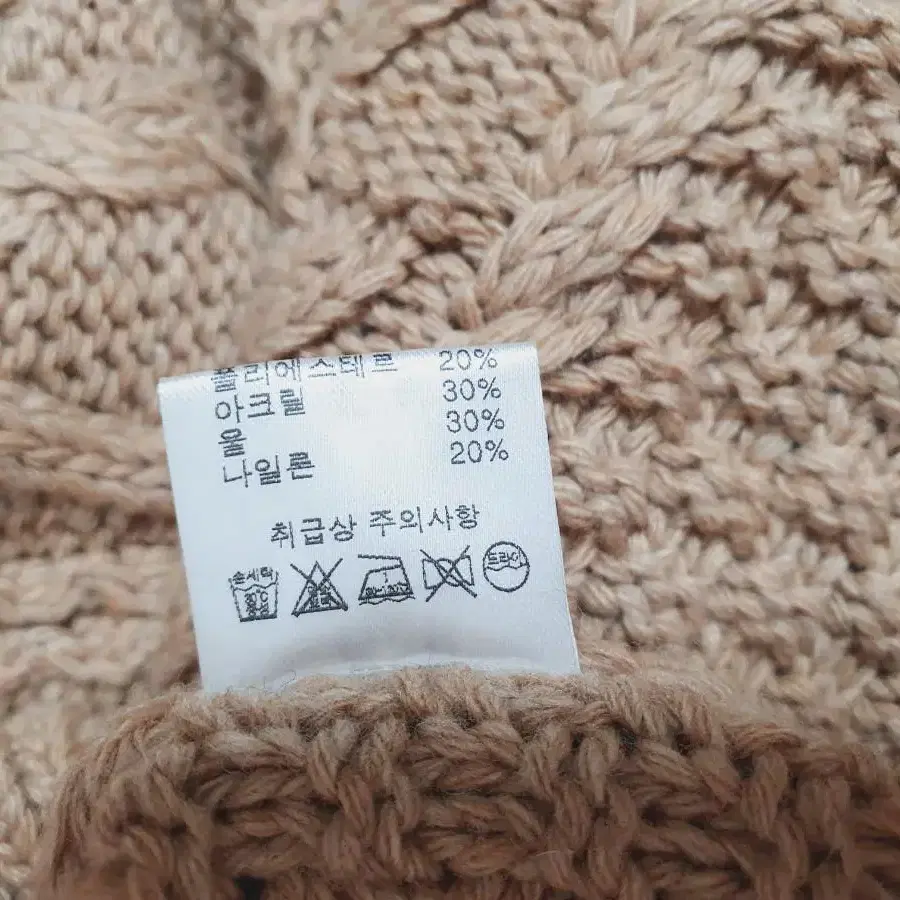 폴리에스테르 20%
아크릴 30%
울 30%
나일론 20%
취급상 주의사항
손세탁 드라이